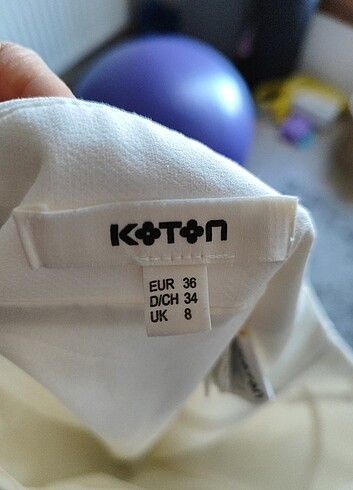 KOTON
EUR 36
D/CH 34
UK 8